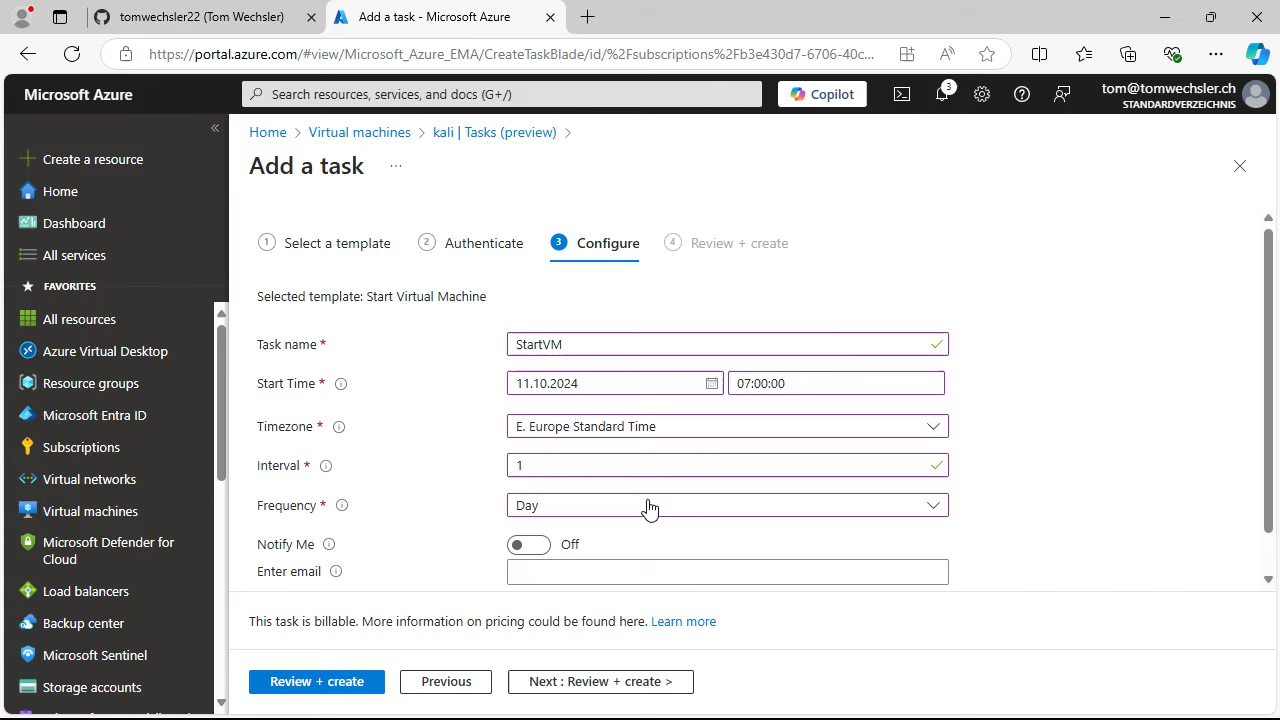 tomwechsler22 (Tom Wechsler)
Add a task - Microsoft Azure
https://portal.azure.com/#view/Microsoft_Azure_EMA/CreateTaskBlade/id/%2Fsubscriptions%2Fb3e430d7-6706-40c...
Microsoft Azure
Search resources, services, and docs (G+/)
Copilot
3
tom@tomwechsler.ch
STANDARDVERZEICHNIS
Create a resource
Home
Dashboard
All services
FAVORITES
All resources
Azure Virtual Desktop
Resource groups
Microsoft Entra ID
Subscriptions
Virtual networks
Virtual machines
Microsoft Defender for
Cloud
Load balancers
Backup center
Microsoft Sentinel
Storage accounts
Home > Virtual machines > kali | Tasks (preview) >
Add a task ...
1 Select a template
2 Authenticate
3 Configure
4 Review + create
Selected template: Start Virtual Machine
Task name * StartVM
Start Time * 11.10.2024 07:00:00
Timezone * E. Europe Standard Time
Interval * 1
Frequency * Day
Notify Me Off
Enter email
This task is billable. More information on pricing could be found here. Learn more
Review + create
Previous
Next : Review + create >